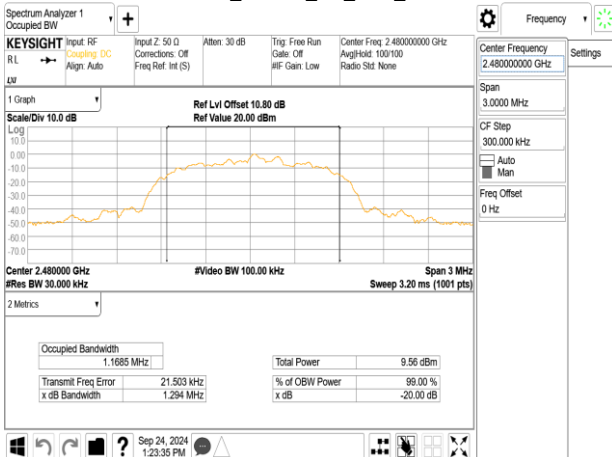 Spectrum Analyzer 1
Occupied BW
KEYSIGHT
RL
LXI
Input: RF
Coupling: DC
Align: Auto
Input Z: 50 Ω
Corrections: Off
Freq Ref: Int (S)
Atten: 30 dB
Trig: Free Run
Gate: Off
#IF Gain: Low
Center Freq: 2.480000000 GHz
Avg|Hold: 100/100
Radio Std: None
Frequency
Settings
Center Frequency
2.480000000 GHz
Span
3.0000 MHz
CF Step
300.000 kHz
Auto
Man
Freq Offset
0 Hz
1 Graph
Scale/Div 10.0 dB
Ref Lvl Offset 10.80 dB
Ref Value 20.00 dBm
Log
10.0
0.00
-10.0
-20.0
-30.0
-40.0
-50.0
-60.0
-70.0
Center 2.480000 GHz
#Res BW 30.000 kHz
#Video BW 100.00 kHz
Span 3 MHz
Sweep 3.20 ms (1001 pts)
2 Metrics
Occupied Bandwidth
1.1685 MHz
Total Power 9.56 dBm
Transmit Freq Error 21.503 kHz
% of OBW Power 99.00 %
x dB Bandwidth 1.294 MHz
x dB -20.00 dB
?
Sep 24, 2024
1:23:35 PM